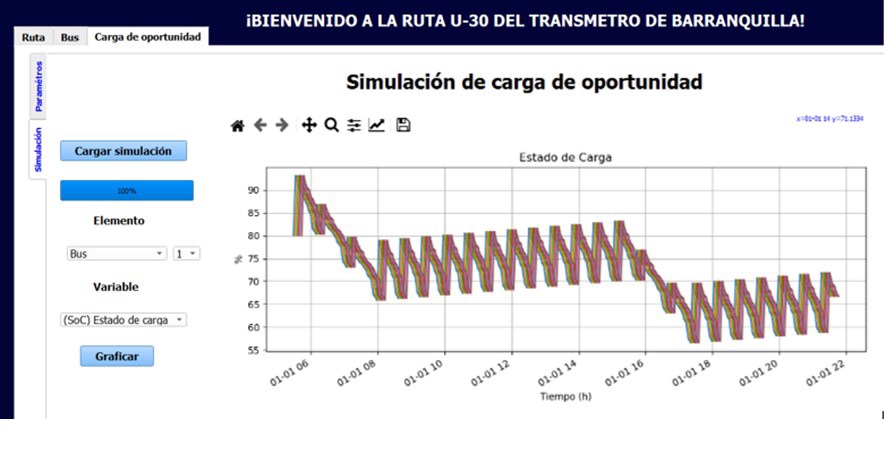 ¡BIENVENIDO A LA RUTA U-30 DEL TRANSMETRO DE BARRANQUILLA!
Ruta Bus Carga de oportunidad
Paramétros
Simulación
Simulación de carga de oportunidad
x=01-01 14 y=71.1334
Cargar simulación
100%
Elemento
Bus 1
Variable
(SoC) Estado de carga
Graficar
Estado de Carga
%
90
85
80
75
70
65
60
55
01-01 06 01-01 08 01-01 10 01-01 12 01-01 14 01-01 16 01-01 18 01-01 20 01-01 22
Tiempo (h)